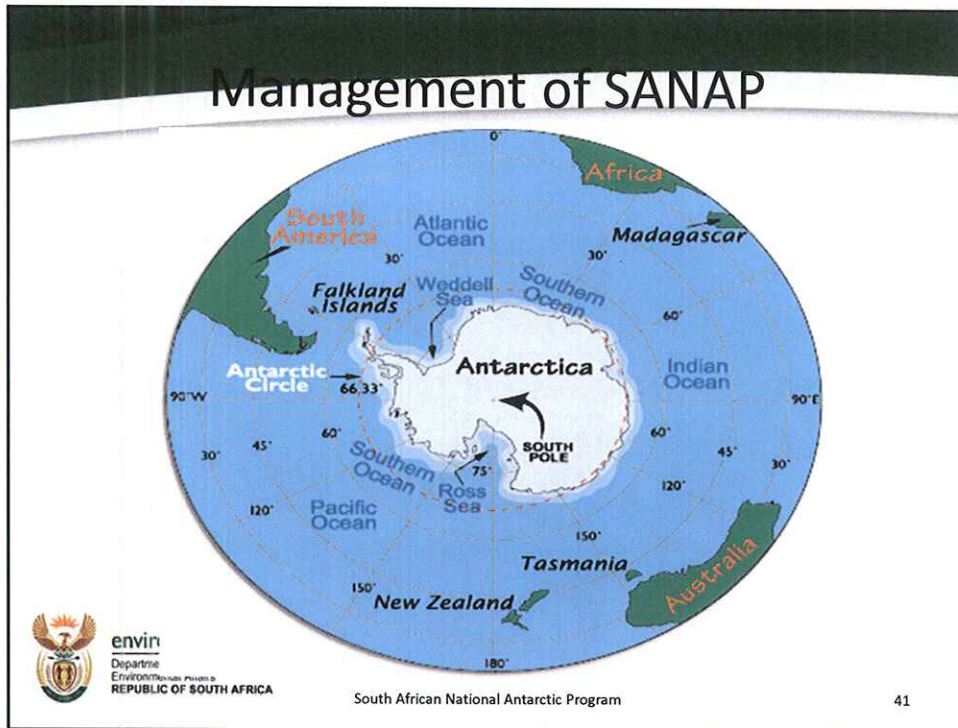 Management of SANAP
0°
Africa
Madagascar
South
America
Atlantic
Ocean
30°
30°
Falkland
Islands
Weddell
Sea
Southern
Ocean
60°
Antarctic
Circle
66,33°
Antarctica
Indian
Ocean
90°W
90°E
30°
45°
60°
SOUTH
POLE
60°
45°
30°
Southern
Ocean
75°
Ross
Sea
120°
120°
Pacific
Ocean
150°
150°
Tasmania
Australia
New Zealand
180°
envir
Departme
Environmental Affairs
REPUBLIC OF SOUTH AFRICA
South African National Antarctic Program
41